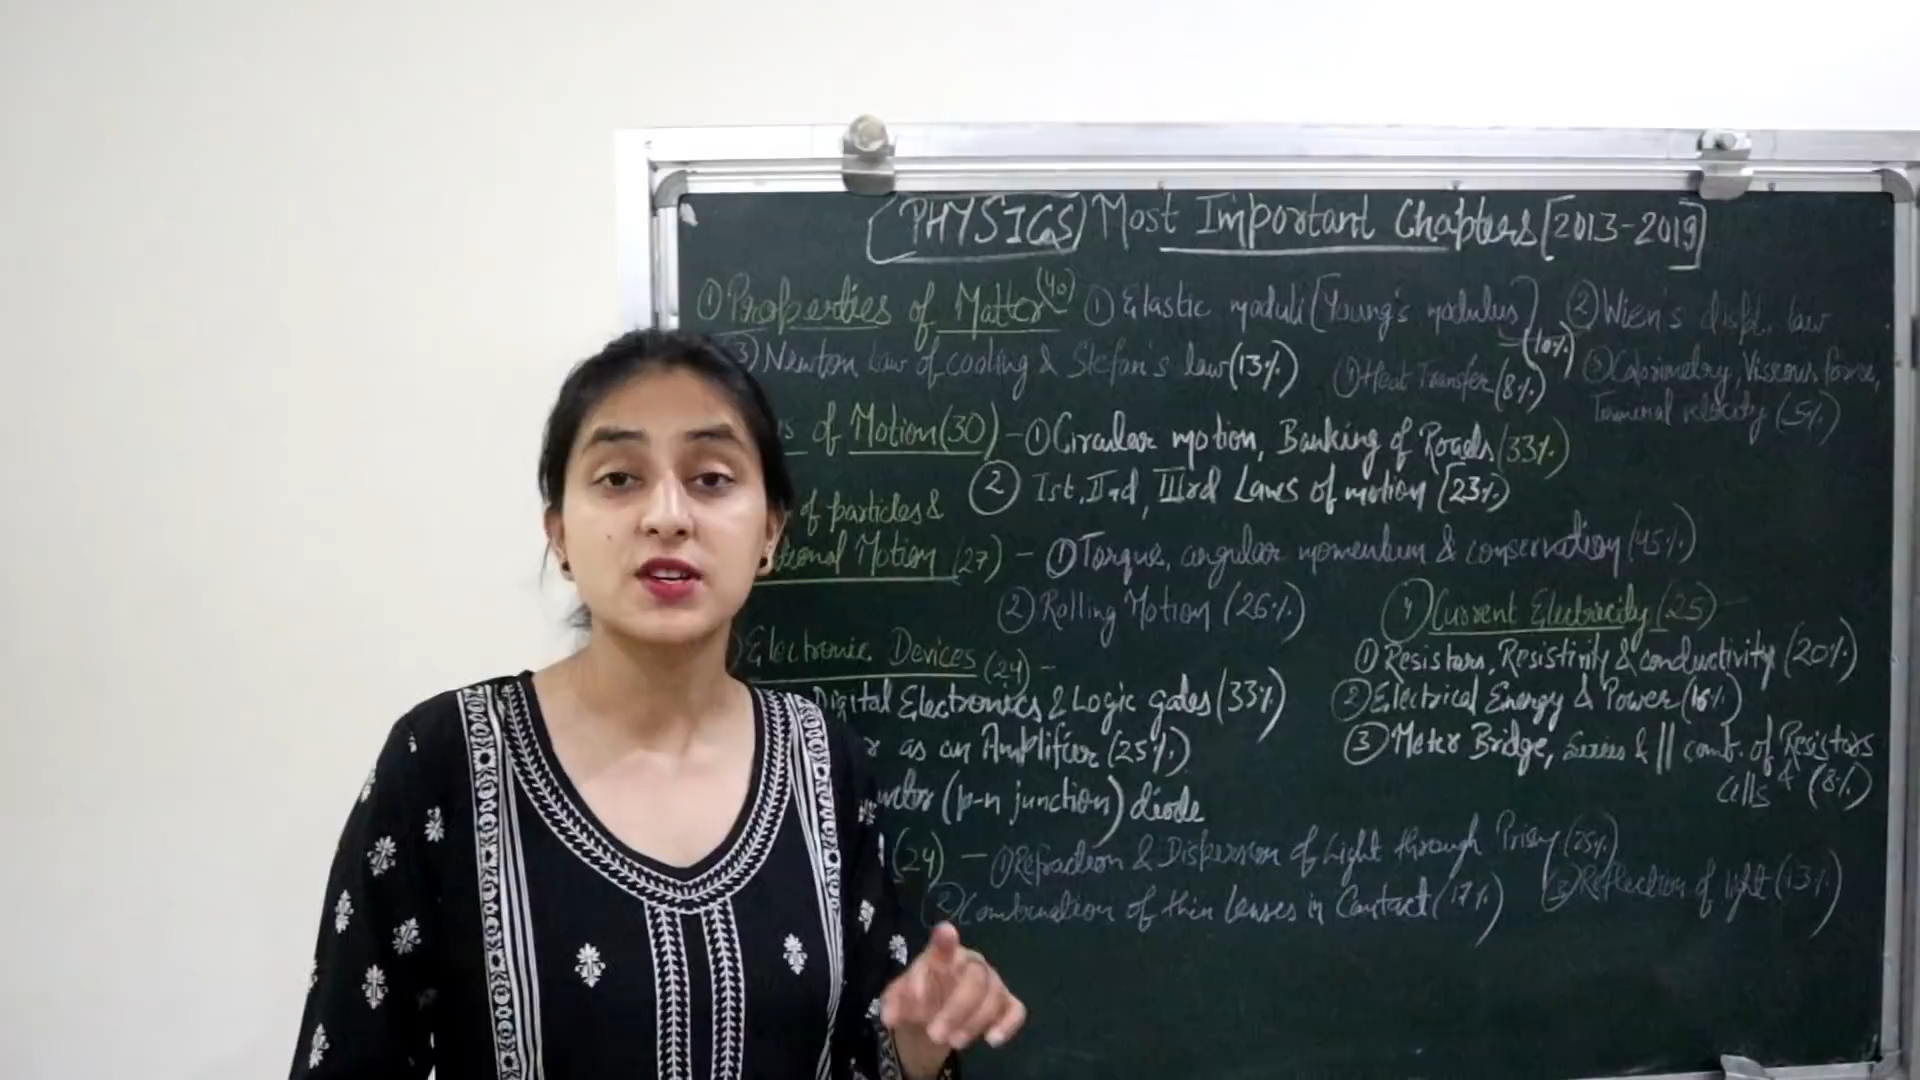 (PHYSICS) Most Important Chapters [2013-2019]
① Properties of Matter (40) ① Elastic moduli [Young's modulus] (10%) ② Wien's displ. law
③ Newton Law of cooling & Stefan's law (13%) ④ Heat Transfer (8%) ⑤ Calorimetry, Viscous force,
Terminal velocity (5%)
s of Motion (30) - ① Circular motion, Banking of Roads (33%)
② Ist, IInd, IIIrd Laws of motion (23%)
of particles &
tional Motion (27) - ① Torque, angular momentum & conservation (45%)
② Rolling Motion (26%)
Electronic Devices (24) -
Digital Electronics & Logic gates (33%)
r as an Amplifier (25%)
uctor (p-n junction) diode
④ Current Electricity (25) -
① Resistors, Resistivity & conductivity (20%)
② Electrical Energy & Power (16%)
③ Meter Bridge, Series & || comb. of Resistors
& cells (8%)
(24) - ① Refraction & Dispersion of Light through Prism (25%)
② Combination of thin lenses in Contact (17%) ③ Reflection of light (13%)